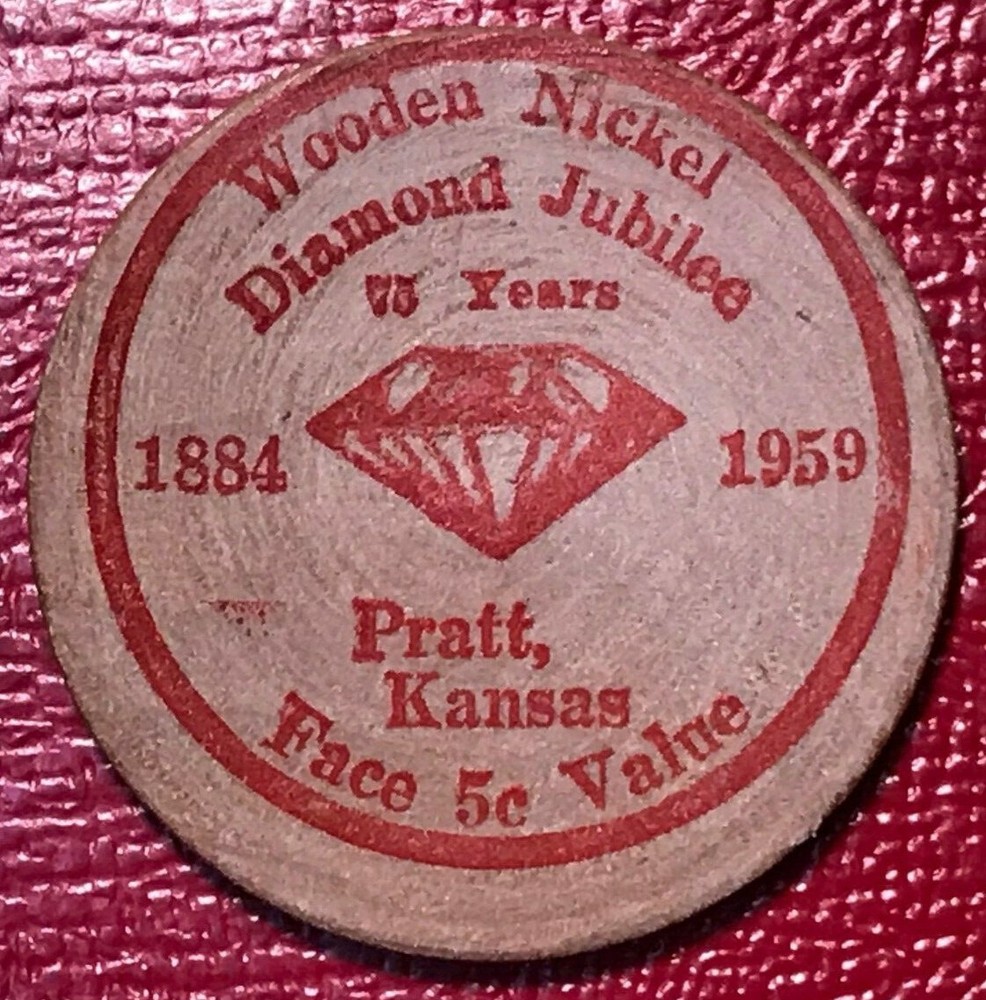 Wooden Nickel
Diamond Jubilee
75 Years
1884 1959
Pratt,
Kansas
Face 5c Value